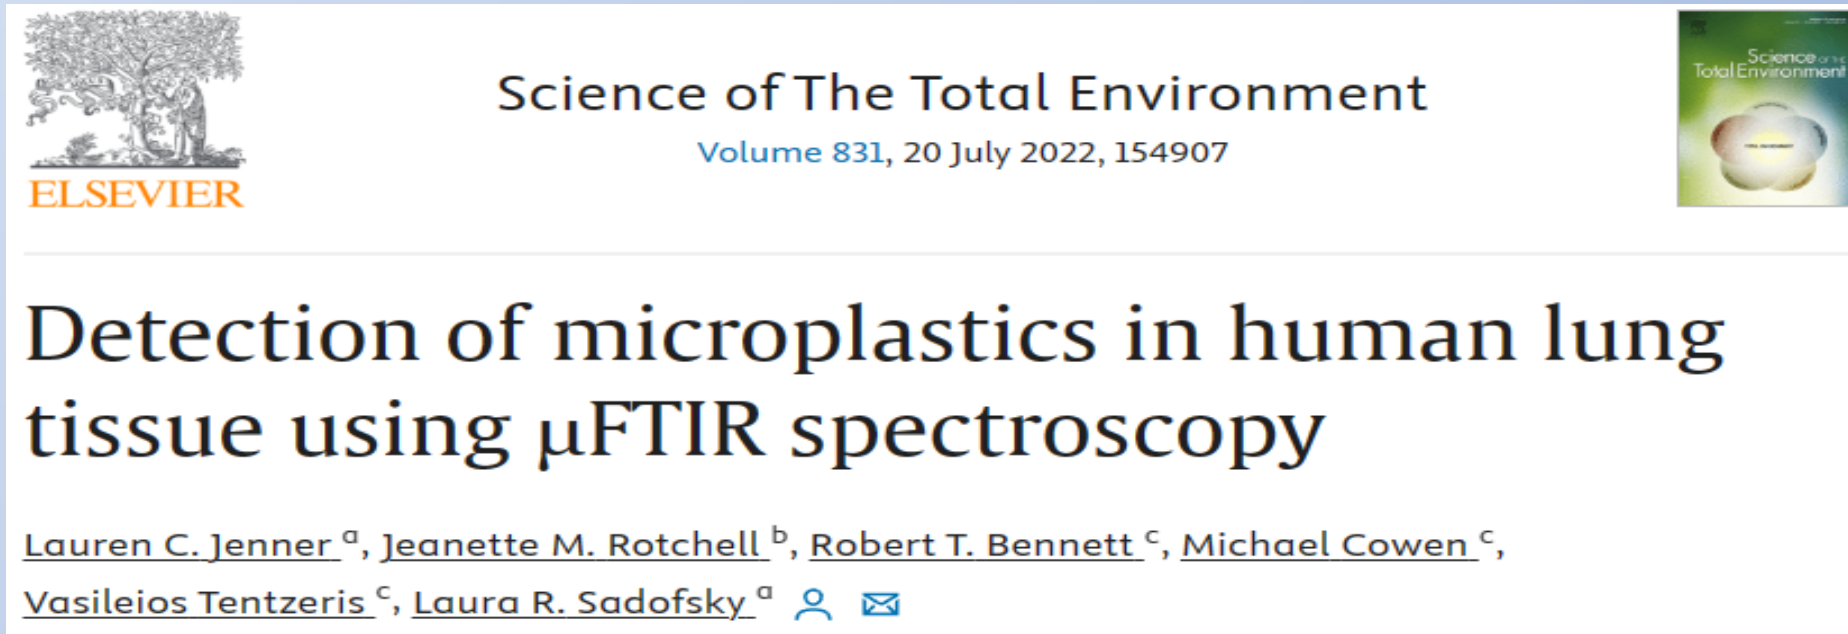 ELSEVIER
Science of The Total Environment
Volume 831, 20 July 2022, 154907
Science OF THE
Total Environment
Detection of microplastics in human lung
tissue using μFTIR spectroscopy
Lauren C. Jenner a, Jeanette M. Rotchell b, Robert T. Bennett c, Michael Cowen c,
Vasileios Tentzeris c, Laura R. Sadofsky a